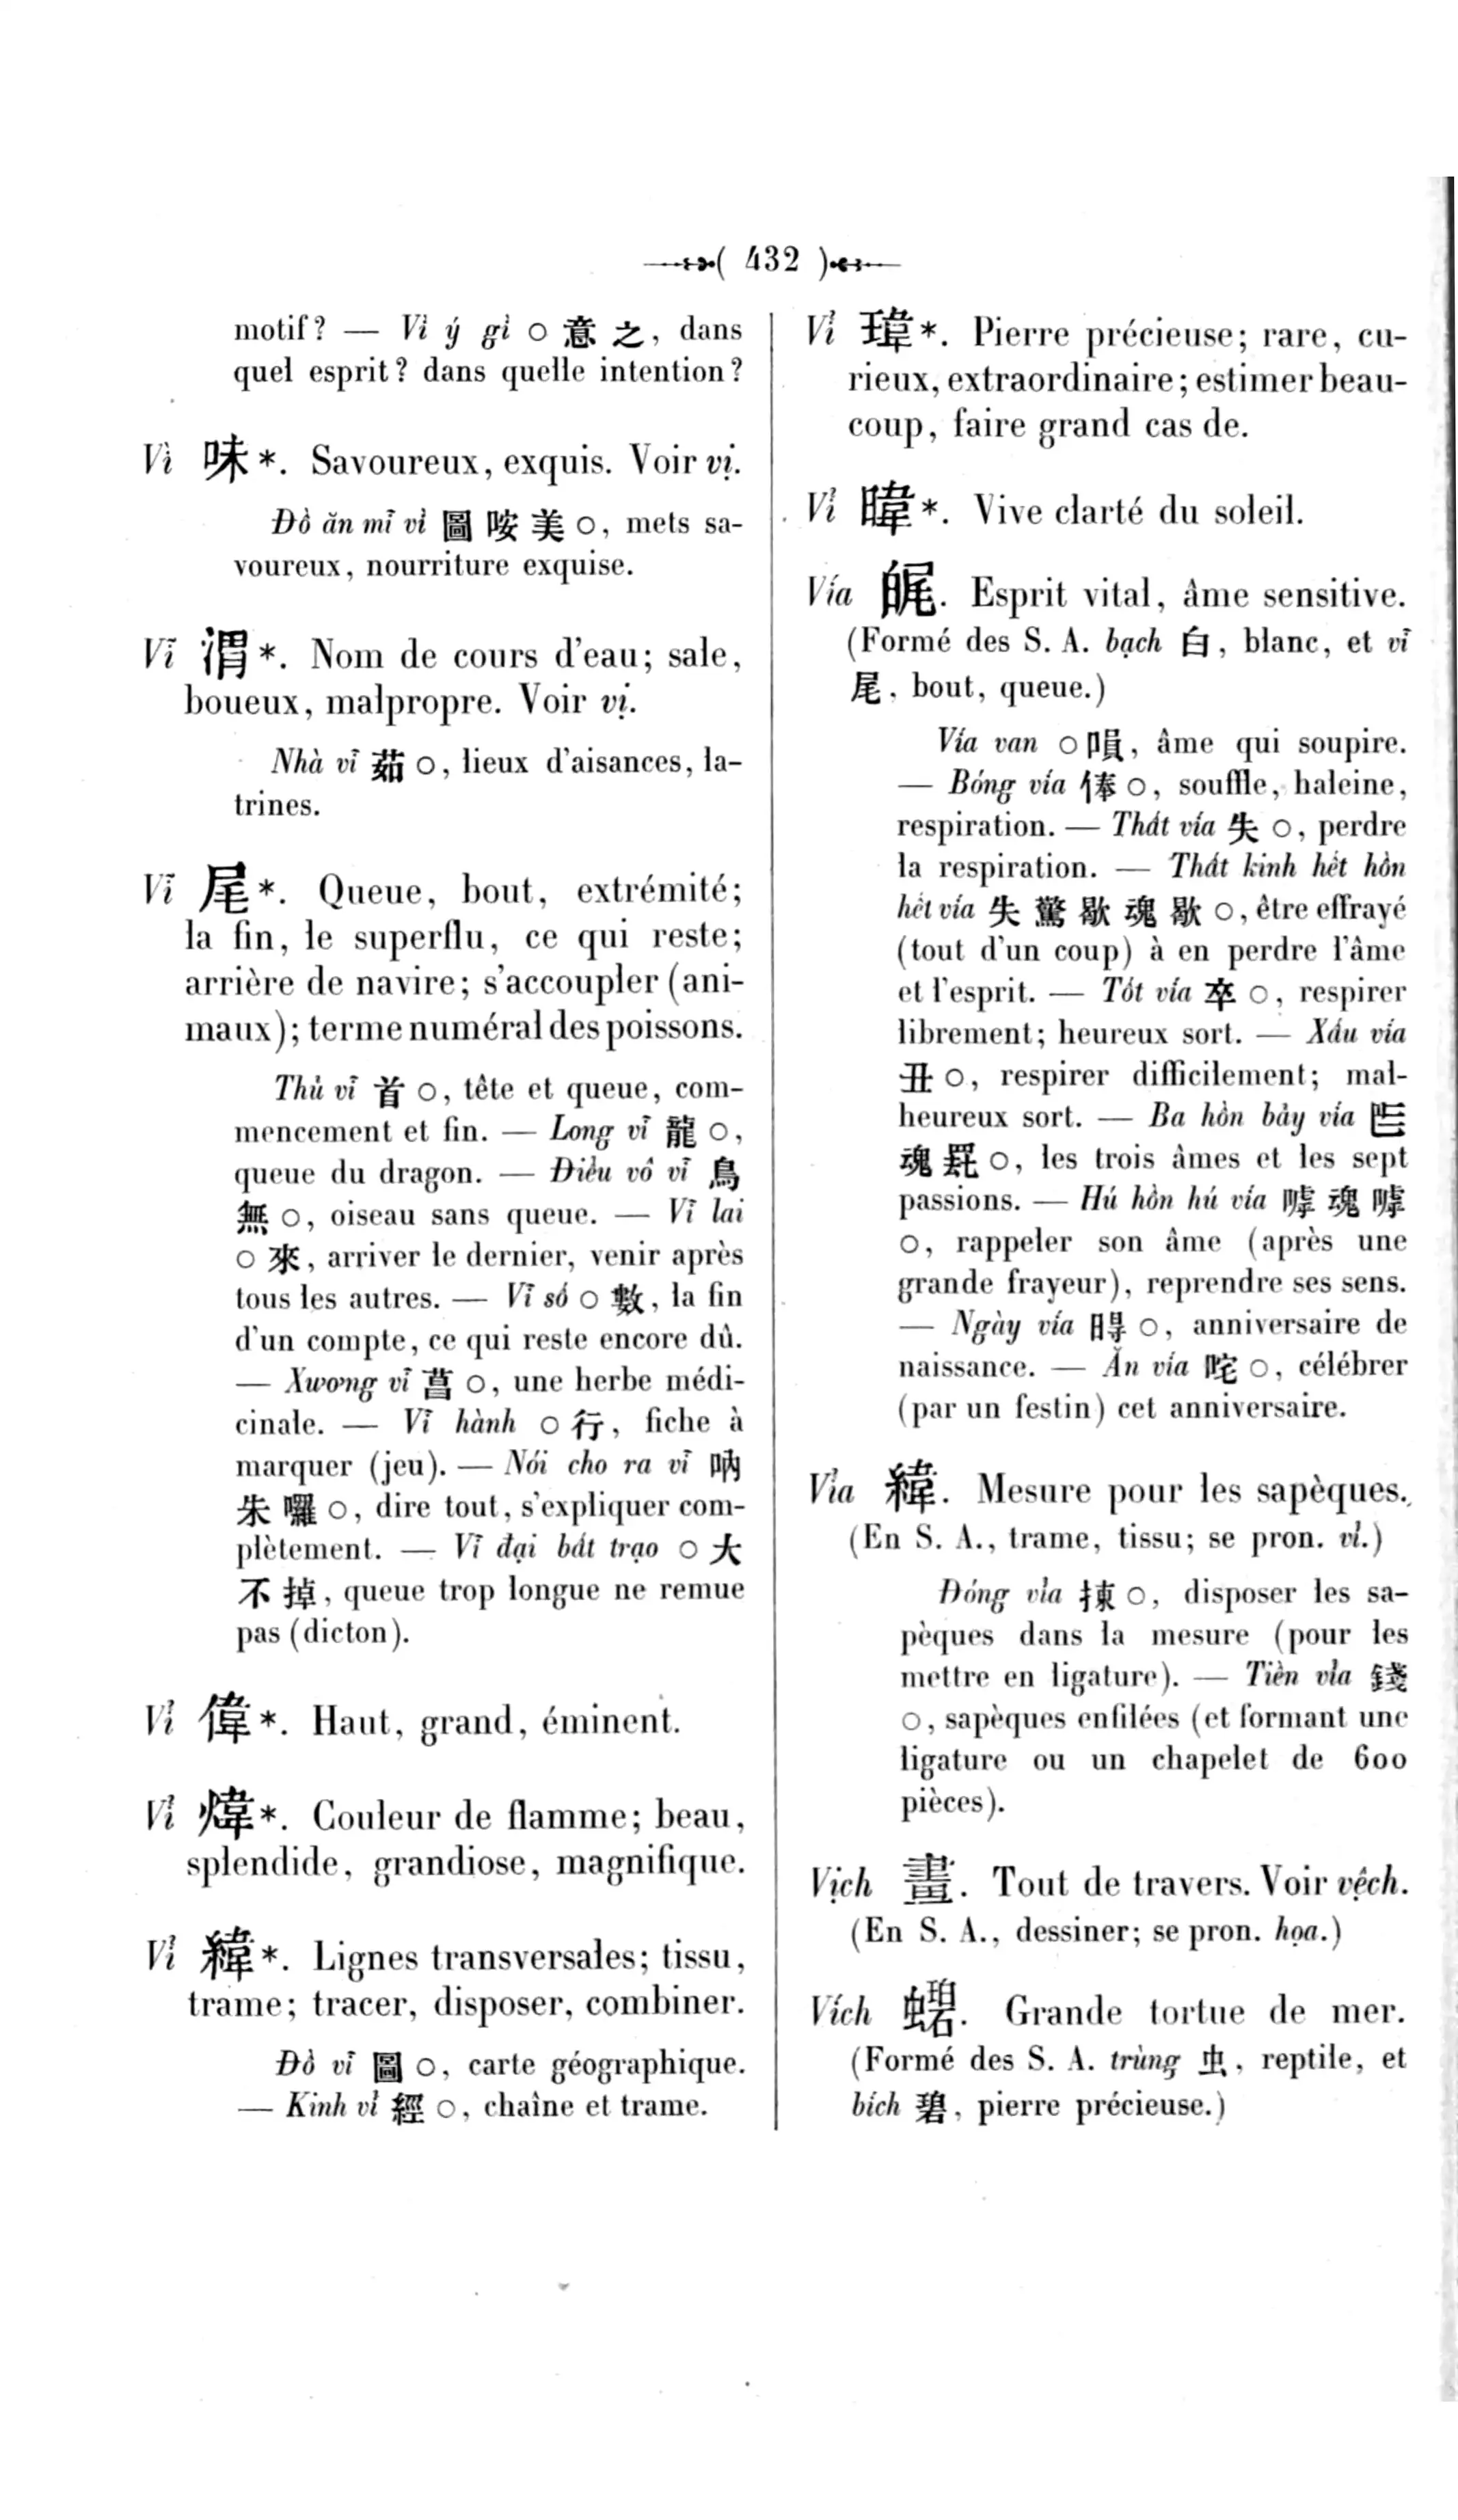 ( 432 )
motif? — Vì ý gì ○ 意 之, dans
quel esprit? dans quelle intention?
Vì 味*. Savoureux, exquis. Voir vị.
Đồ ăn mĩ vì 圖 咹 美 ○, mets sa-
voureux, nourriture exquise.
Vĩ 渭*. Nom de cours d'eau; sale,
boueux, malpropre. Voir vị.
Nhà vĩ 茹 ○, lieux d'aisances, la-
trines.
Vĩ 尾*. Queue, bout, extrémité;
la fin, le superflu, ce qui reste;
arrière de navire; s'accoupler (ani-
maux); terme numéral des poissons.
Thủ vĩ 首 ○, tête et queue, com-
mencement et fin. — Long vĩ 龍 ○,
queue du dragon. — Điểu vô vĩ 鳥
無 ○, oiseau sans queue. — Vĩ lai
○ 來, arriver le dernier, venir après
tous les autres. — Vĩ số ○ 數, la fin
d'un compte, ce qui reste encore dû.
— Xương vĩ 菖 ○, une herbe médi-
cinale. — Vĩ hành ○ 行, fiche à
marquer (jeu). — Nói cho ra vĩ 吶
朱 囉 ○, dire tout, s'expliquer com-
plètement. — Vĩ đại bất trạo ○ 大
不 掉, queue trop longue ne remue
pas (dicton).
Vỉ 偉*. Haut, grand, éminent.
Vỉ 煒*. Couleur de flamme; beau,
splendide, grandiose, magnifique.
Vỉ 緯*. Lignes transversales; tissu,
trame; tracer, disposer, combiner.
Đồ vĩ 圖 ○, carte géographique.
— Kinh vỉ 經 ○, chaîne et trame.
Vỉ 瑋*. Pierre précieuse; rare, cu-
rieux, extraordinaire; estimer beau-
coup, faire grand cas de.
Vỉ 暐*. Vive clarté du soleil.
Vía 𤽶. Esprit vital, âme sensitive.
(Formé des S. A. bạch 白, blanc, et vĩ
尾, bout, queue.)
Vía van ○ 㖦, âme qui soupire.
— Bóng vía 俸 ○, souffle, haleine,
respiration. — Thất vía 失 ○, perdre
la respiration. — Thất kinh hết hồn
hết vía 失 驚 歇 魂 歇 ○, être effrayé
(tout d'un coup) à en perdre l'âme
et l'esprit. — Tốt vía 卒 ○, respirer
librement; heureux sort. — Xấu vía
丑 ○, respirer difficilement; mal-
heureux sort. — Ba hồn bảy vía 𠀧
魂 𦉱 ○, les trois âmes et les sept
passions. — Hú hồn hú vía 嘑 魂 嘑
○, rappeler son âme (après une
grande frayeur), reprendre ses sens.
— Ngày vía 㝵 ○, anniversaire de
naissance. — Ăn vía 咹 ○, célébrer
(par un festin) cet anniversaire.
Vỉa 緯. Mesure pour les sapèques.
(En S. A., trame, tissu; se pron. vỉ.)
Đóng vỉa 㨂 ○, disposer les sa-
pèques dans la mesure (pour les
mettre en ligature). — Tiền vỉa 錢
○, sapèques enfilées (et formant une
ligature ou un chapelet de 600
pièces).
Vịch 畫. Tout de travers. Voir vệch.
(En S. A., dessiner; se pron. họa.)
Vích. Grande tortue de mer.
(Formé des S. A. trùng 虫, reptile, et
bích 碧, pierre précieuse.)